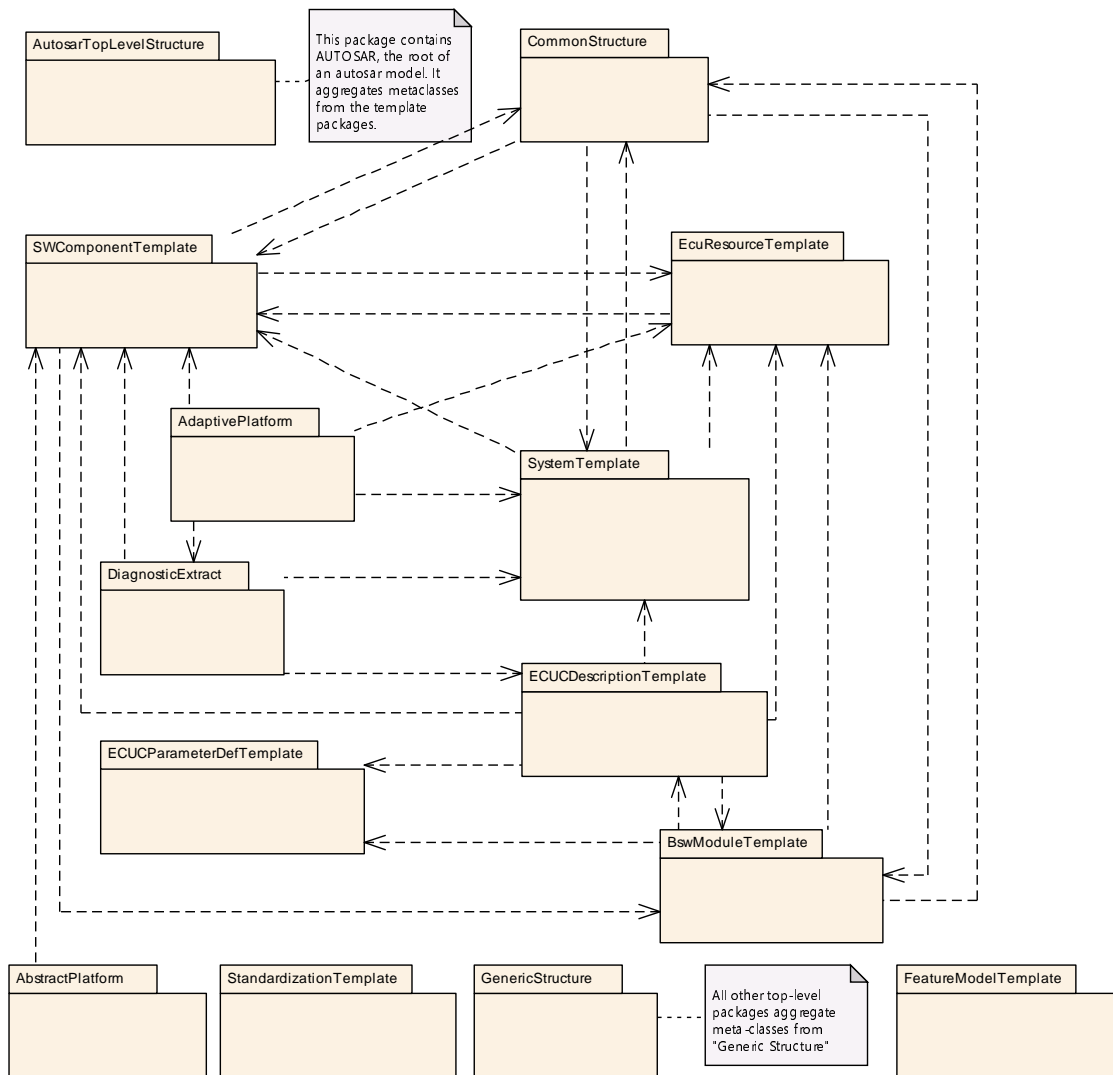 AutosarTopLevelStructure
This package contains
AUTOSAR, the root of
an autosar model. It
aggregates metaclasses
from the template
packages.
CommonStructure
SWComponentTemplate
EcuResourceTemplate
AdaptivePlatform
SystemTemplate
DiagnosticExtract
ECUCDescriptionTemplate
ECUCParameterDefTemplate
BswModuleTemplate
AbstractPlatform
StandardizationTemplate
GenericStructure
All other top-level
packages aggregate
meta-classes from
"Generic Structure"
FeatureModelTemplate